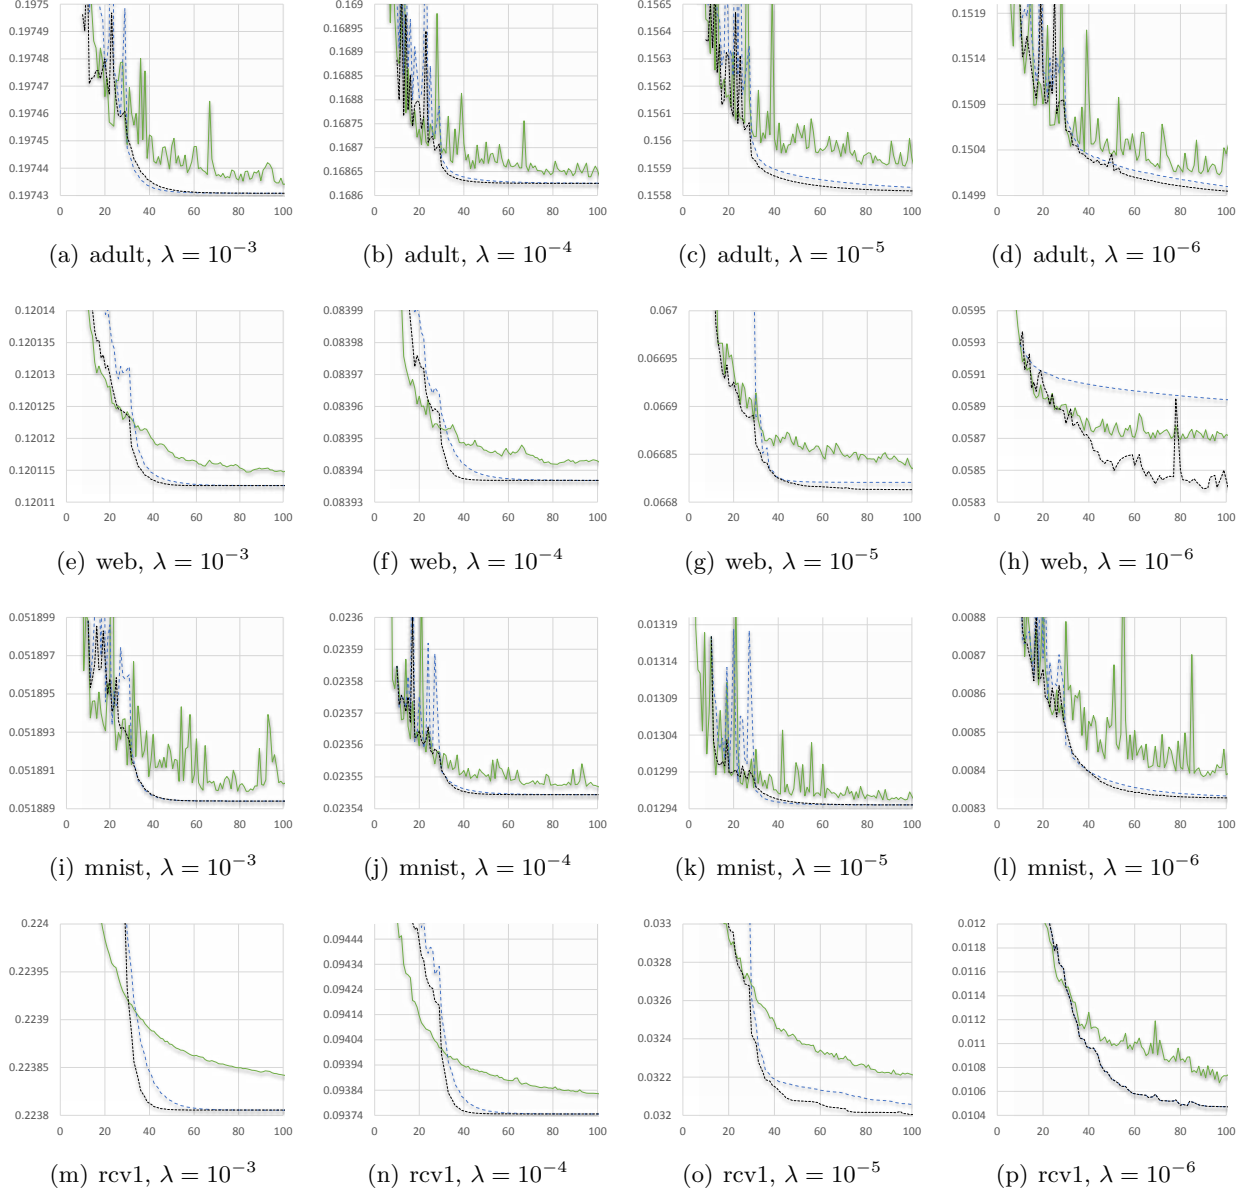 0.1975 0.169 0.1565 0.1519
0.19749 0.16895 0.1564
0.19748 0.1689 0.1563 0.1514
0.19747 0.16885 0.1562
0.19746 0.1688 0.1561 0.1509
0.19745 0.16875 0.156
0.19744 0.1687 0.1559 0.1504
0.19743 0.16865 0.1558 0.1499
0.1686
0 20 40 60 80 100 0 20 40 60 80 100 0 20 40 60 80 100 0 20 40 60 80 100
(a) adult, λ = 10⁻³ (b) adult, λ = 10⁻⁴ (c) adult, λ = 10⁻⁵ (d) adult, λ = 10⁻⁶
0.12014 0.08399 0.067 0.0595
0.120135 0.08398 0.06695 0.0593
0.12013 0.08397 0.0591
0.120125 0.08396 0.0669 0.0589
0.12012 0.08395 0.06685 0.0587
0.120115 0.08394 0.0585
0.12011 0.08393 0.0668 0.0583
0 20 40 60 80 100 0 20 40 60 80 100 0 20 40 60 80 100 0 20 40 60 80 100
(e) web, λ = 10⁻³ (f) web, λ = 10⁻⁴ (g) web, λ = 10⁻⁵ (h) web, λ = 10⁻⁶
0.051899 0.0236 0.01319 0.0088
0.051897 0.02359 0.01314 0.0087
0.051895 0.02358 0.01309 0.0086
0.051893 0.02357 0.01304 0.0085
0.051891 0.02356 0.01299 0.0084
0.051889 0.02355 0.01294 0.0083
0.02354
0 20 40 60 80 100 0 20 40 60 80 100 0 20 40 60 80 100 0 20 40 60 80 100
(i) mnist, λ = 10⁻³ (j) mnist, λ = 10⁻⁴ (k) mnist, λ = 10⁻⁵ (l) mnist, λ = 10⁻⁶
0.224 0.09444 0.033 0.012
0.22395 0.09434 0.0328 0.0118
0.2239 0.09424 0.0326 0.0116
0.22385 0.09414 0.0324 0.0114
0.2238 0.09404 0.0322 0.0112
0.09394 0.032 0.011
0.09384 0.0108
0.09374 0.0106
0.0104
0 20 40 60 80 100 0 20 40 60 80 100 0 20 40 60 80 100 0 20 40 60 80 100
(m) rcv1, λ = 10⁻³ (n) rcv1, λ = 10⁻⁴ (o) rcv1, λ = 10⁻⁵ (p) rcv1, λ = 10⁻⁶